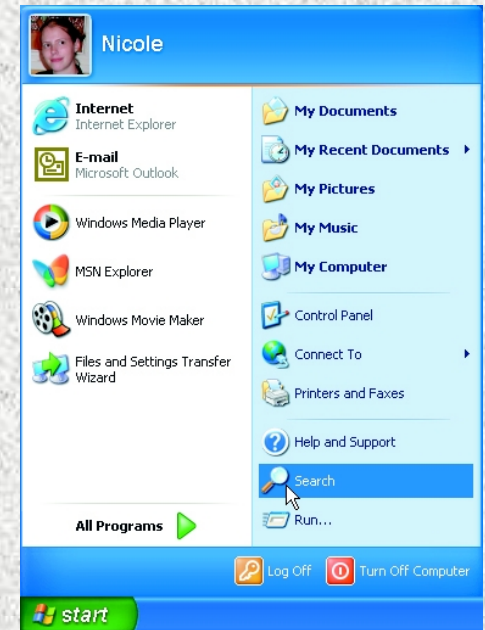 Nicole
Internet
Internet Explorer
E-mail
Microsoft Outlook
Windows Media Player
MSN Explorer
Windows Movie Maker
Files and Settings Transfer
Wizard
All Programs
My Documents
My Recent Documents
My Pictures
My Music
My Computer
Control Panel
Connect To
Printers and Faxes
Help and Support
Search
Run...
Log Off
Turn Off Computer
start